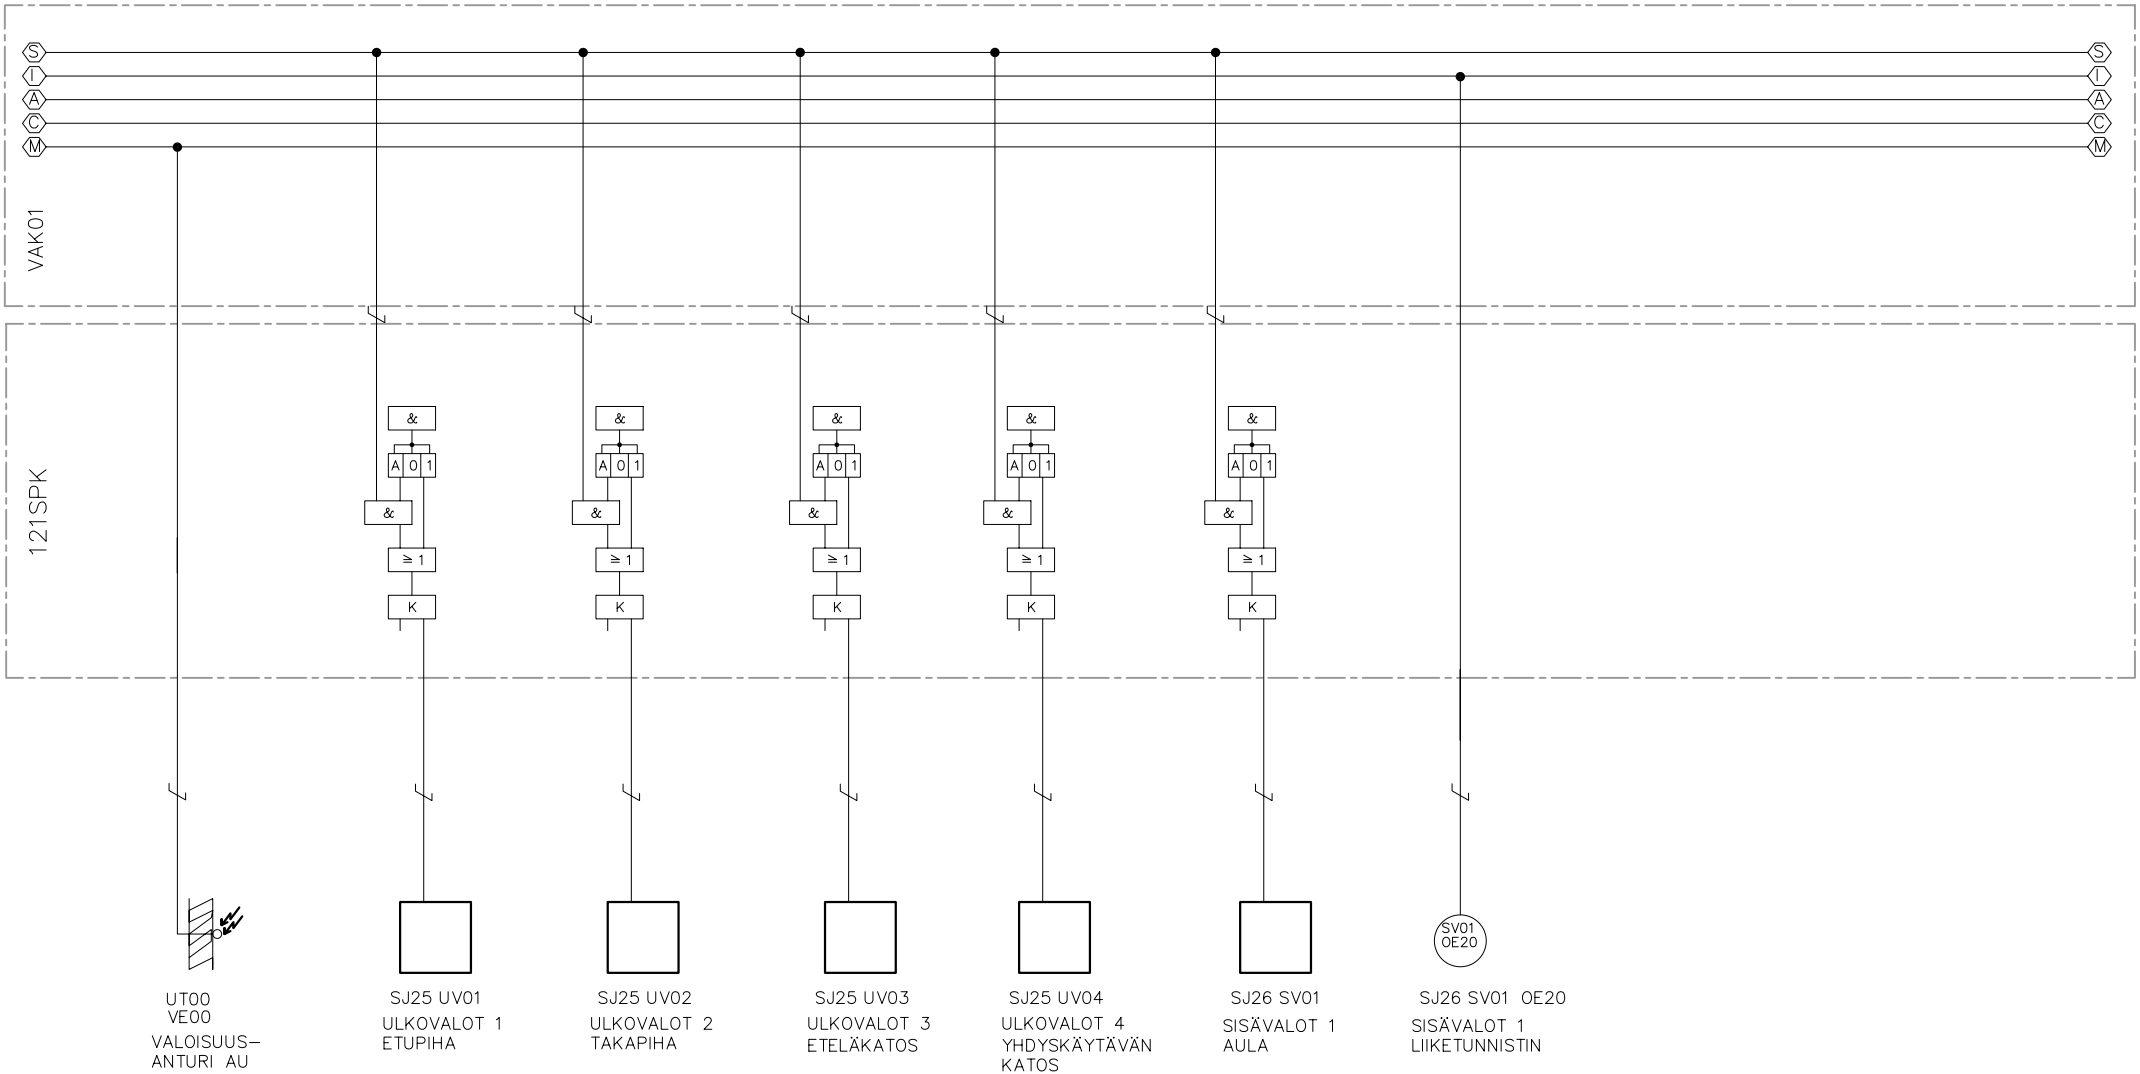 S S
I I
A A
C C
M M
VAK01
121SPK
& & & & &
A 0 1 A 0 1 A 0 1 A 0 1 A 0 1
& & & & &
≥ 1 ≥ 1 ≥ 1 ≥ 1 ≥ 1
K K K K K
SV01
OE20
UT00
VE00
VALOISUUS–
ANTURI AU
SJ25 UV01
ULKOVALOT 1
ETUPIHA
SJ25 UV02
ULKOVALOT 2
TAKAPIHA
SJ25 UV03
ULKOVALOT 3
ETELÄKATOS
SJ25 UV04
ULKOVALOT 4
YHDYSKÄYTÄVÄN
KATOS
SJ26 SV01
SISÄVALOT 1
AULA
SJ26 SV01 OE20
SISÄVALOT 1
LIIKETUNNISTIN